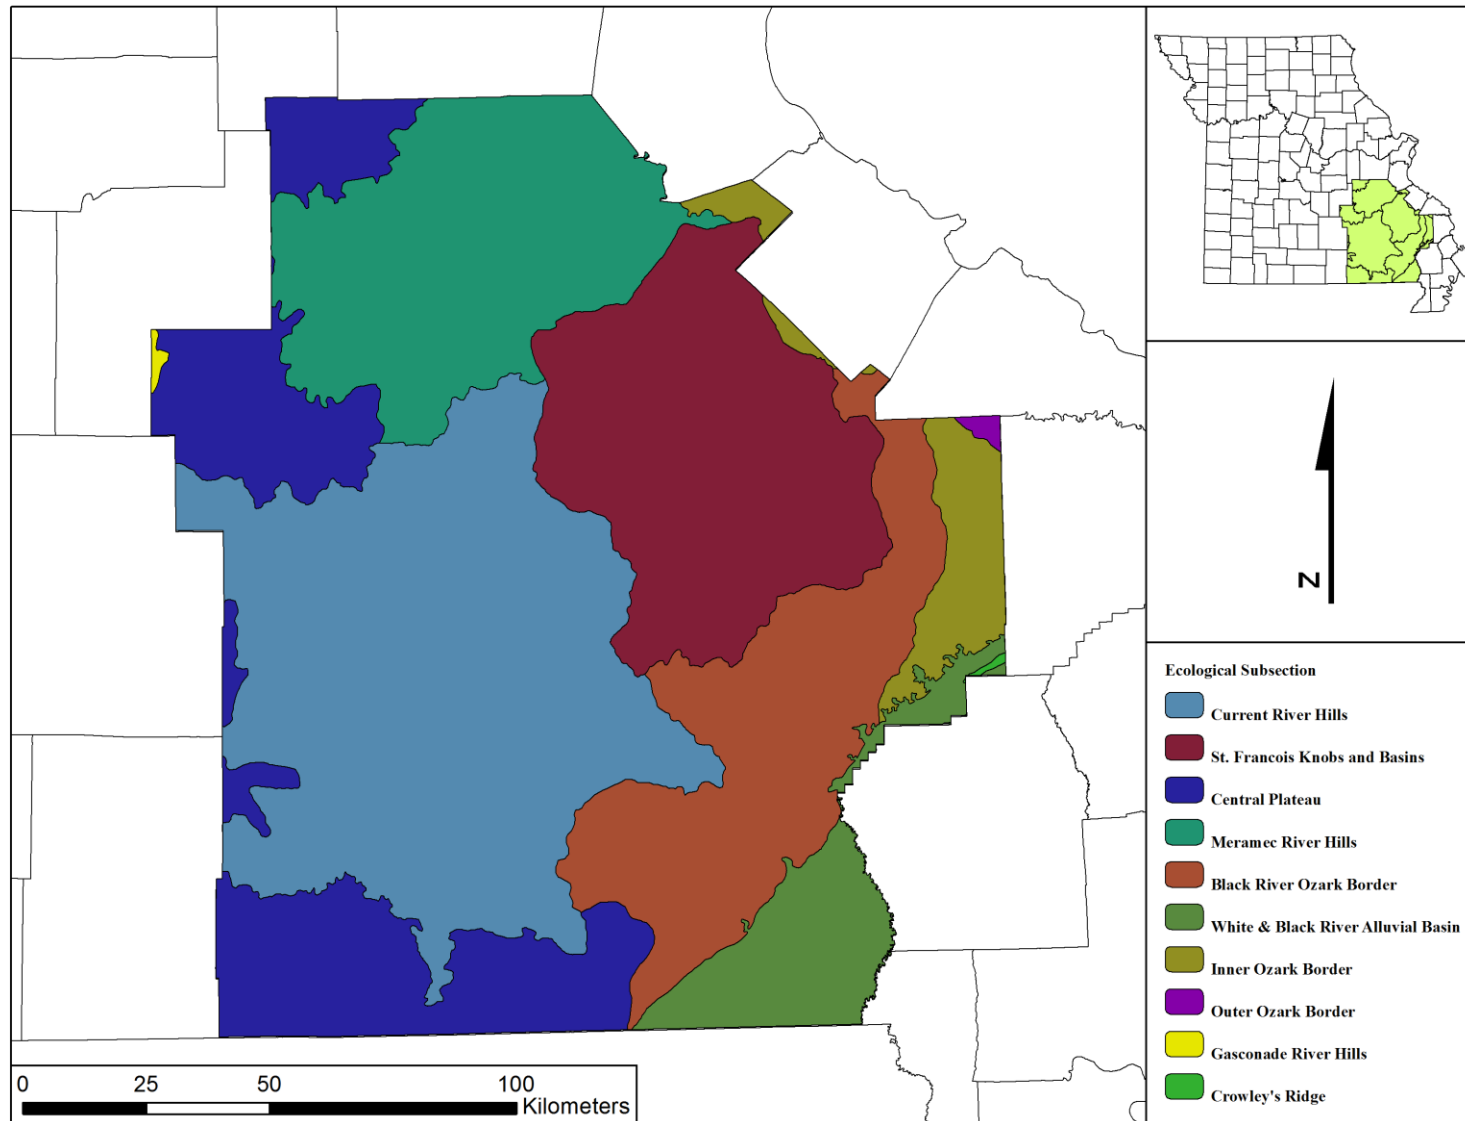 Ecological Subsection
Current River Hills
St. Francois Knobs and Basins
Central Plateau
Meramec River Hills
Black River Ozark Border
White & Black River Alluvial Basin
Inner Ozark Border
Outer Ozark Border
Gasconade River Hills
Crowley's Ridge
N
0 25 50 100
Kilometers